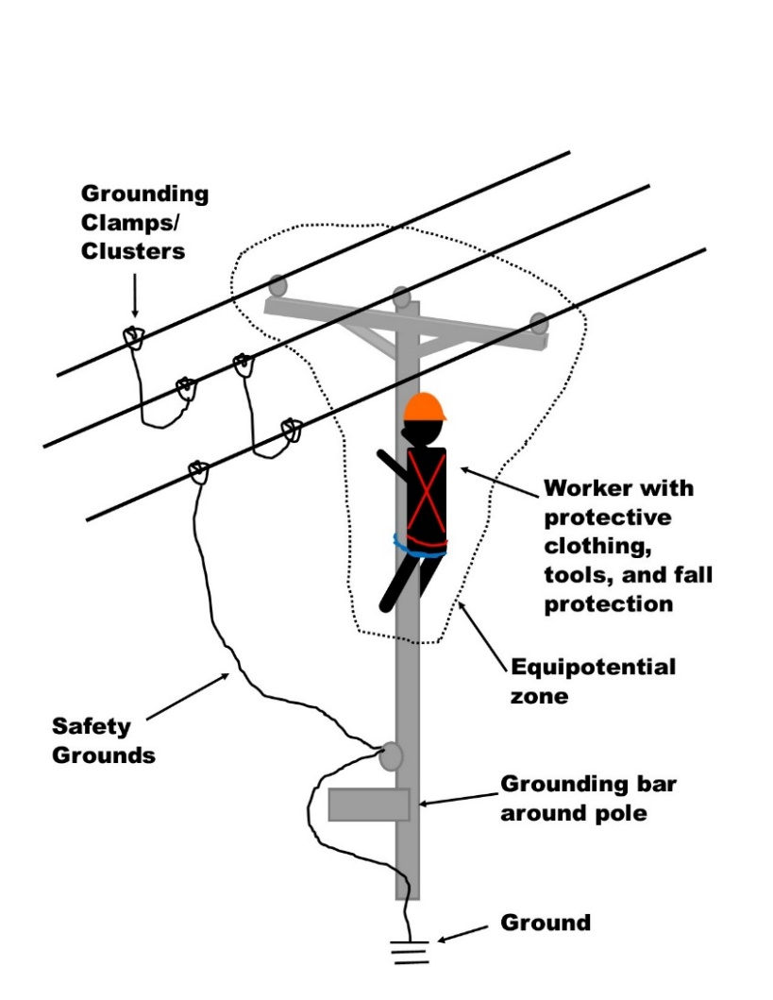 Grounding
Clamps/
Clusters
Worker with
protective
clothing,
tools, and fall
protection
Equipotential
zone
Safety
Grounds
Grounding bar
around pole
Ground